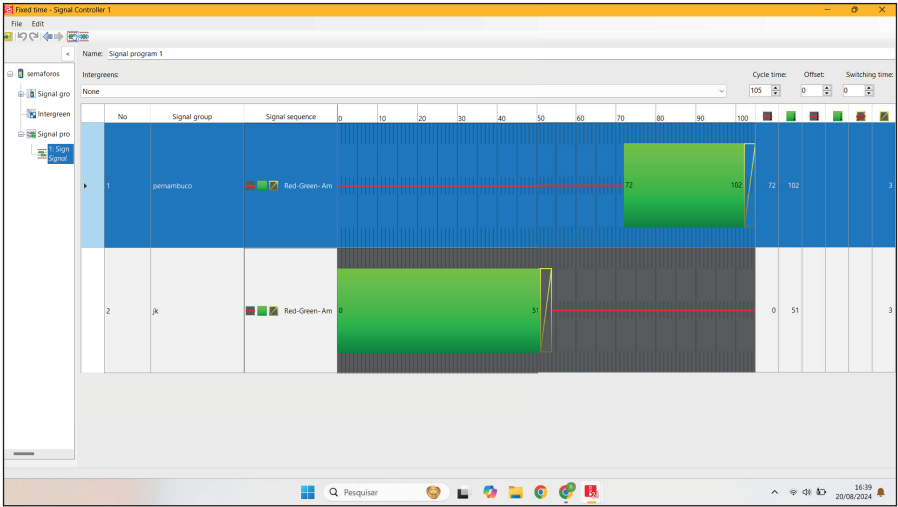 Fixed time - Signal Controller 1
File Edit
Name: Signal program 1
semaforos
Signal gro
Intergreen
Signal pro
1: Sign
Signal
Intergreens:
None
Cycle time: Offset: Switching time:
105 0 0
No Signal group Signal sequence 0 10 20 30 40 50 60 70 80 90 100
1 pernambuco Red-Green- Am 72 102 72 102 3
2 jk Red-Green- Am 0 51 0 51 3
Pesquisar
16:39
20/08/2024